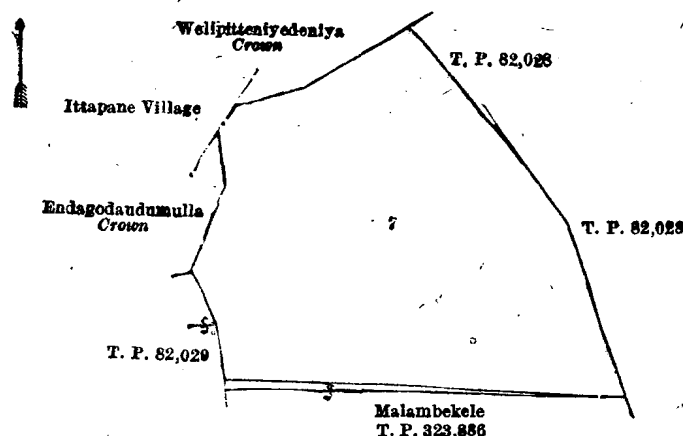 Welipitteniyedeniya
Crown
T. P. 82,028
Ittapane Village
Endagodaudumulla
Crown
7
T. P. 82,028
T. P. 82,029
Malambekele
T. P. 323,886